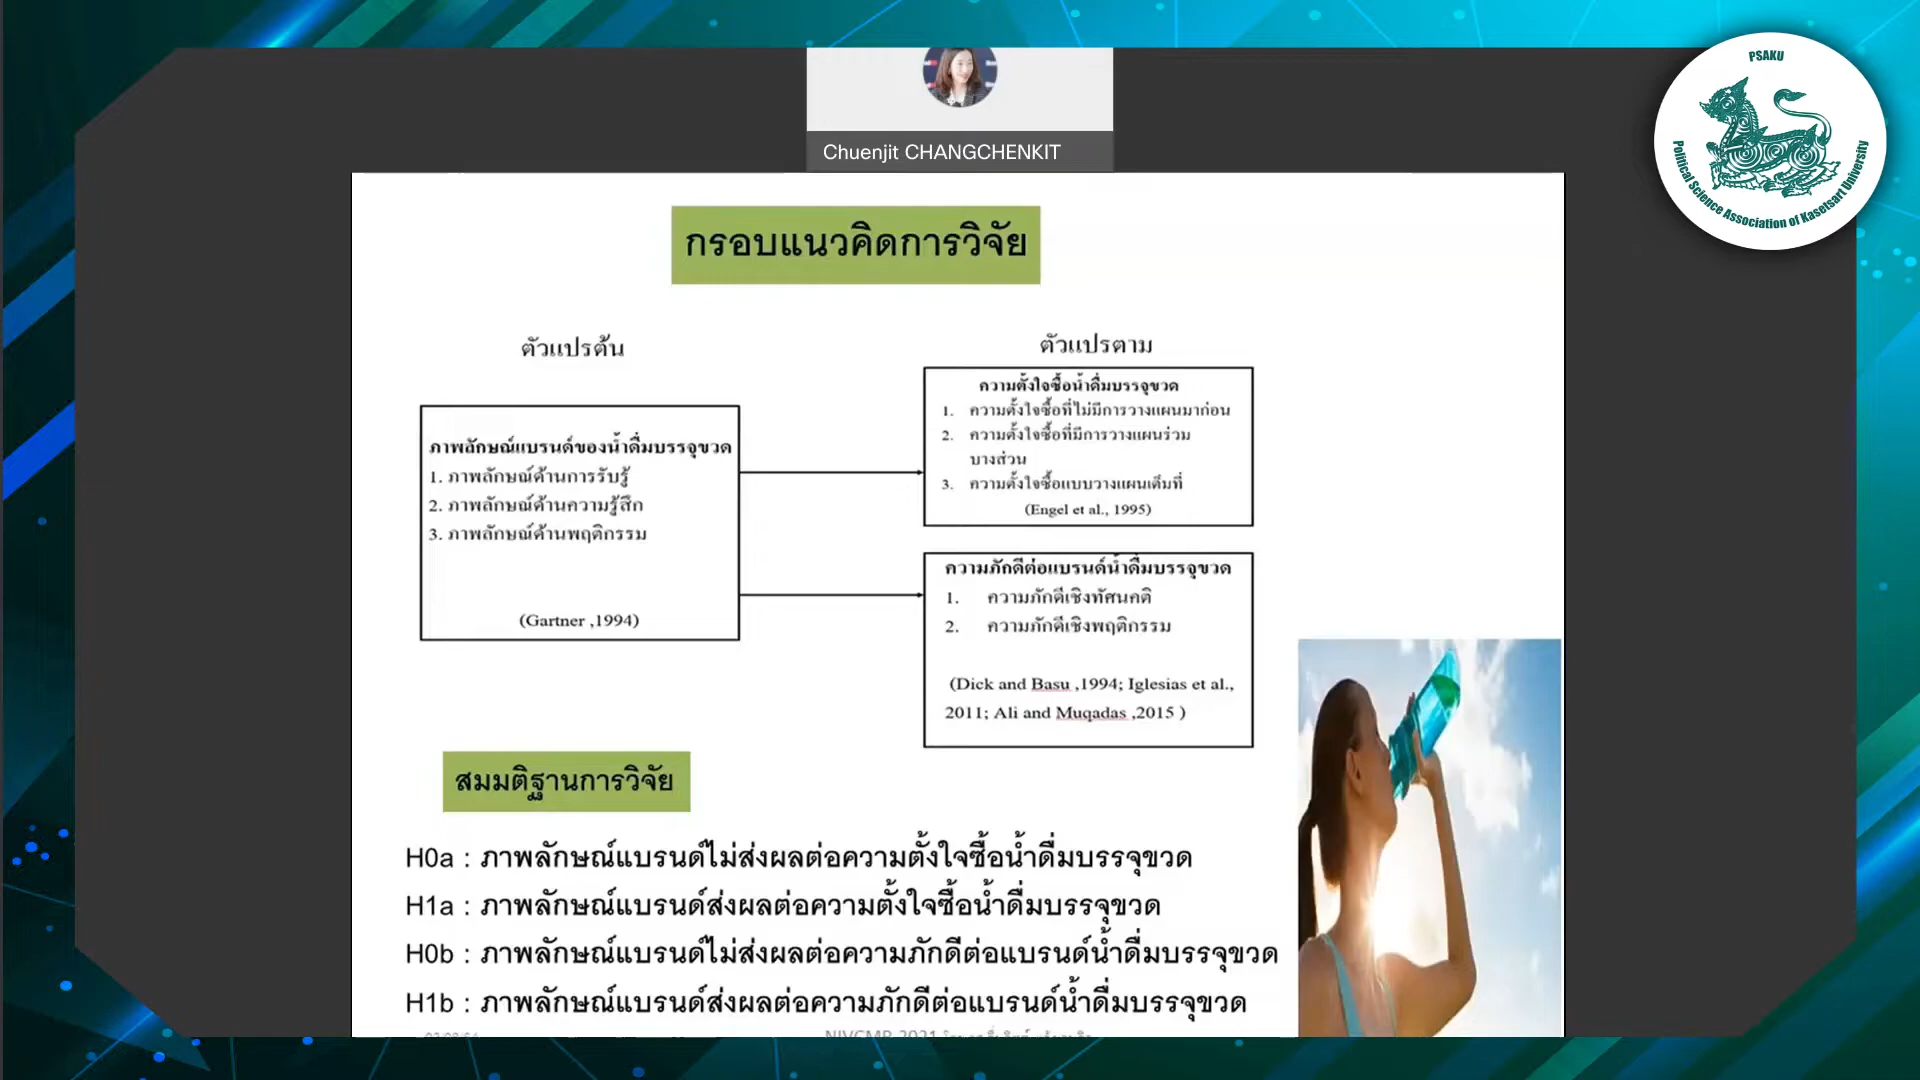 PSAKU
Political Science Association of Kasetsart University
Chuenjit CHANGCHENKIT
กรอบแนวคิดการวิจัย
ตัวแปรต้น
ตัวแปรตาม
ภาพลักษณ์แบรนด์ของน้ำดื่มบรรจุขวด
1. ภาพลักษณ์ด้านการรับรู้
2. ภาพลักษณ์ด้านความรู้สึก
3. ภาพลักษณ์ด้านพฤติกรรม
(Gartner ,1994)
ความตั้งใจซื้อน้ำดื่มบรรจุขวด
1. ความตั้งใจซื้อที่ไม่มีการวางแผนมาก่อน
2. ความตั้งใจซื้อที่มีการวางแผนร่วม
บางส่วน
3. ความตั้งใจซื้อแบบวางแผนเต็มที่
(Engel et al., 1995)
ความภักดีต่อแบรนด์น้ำดื่มบรรจุขวด
1. ความภักดีเชิงทัศนคติ
2. ความภักดีเชิงพฤติกรรม
(Dick and Basu ,1994; Iglesias et al.,
2011; Ali and Muqadas ,2015 )
สมมติฐานการวิจัย
H0a : ภาพลักษณ์แบรนด์ไม่ส่งผลต่อความตั้งใจซื้อน้ำดื่มบรรจุขวด
H1a : ภาพลักษณ์แบรนด์ส่งผลต่อความตั้งใจซื้อน้ำดื่มบรรจุขวด
H0b : ภาพลักษณ์แบรนด์ไม่ส่งผลต่อความภักดีต่อแบรนด์น้ำดื่มบรรจุขวด
H1b : ภาพลักษณ์แบรนด์ส่งผลต่อความภักดีต่อแบรนด์น้ำดื่มบรรจุขวด
NIVCMR 2021